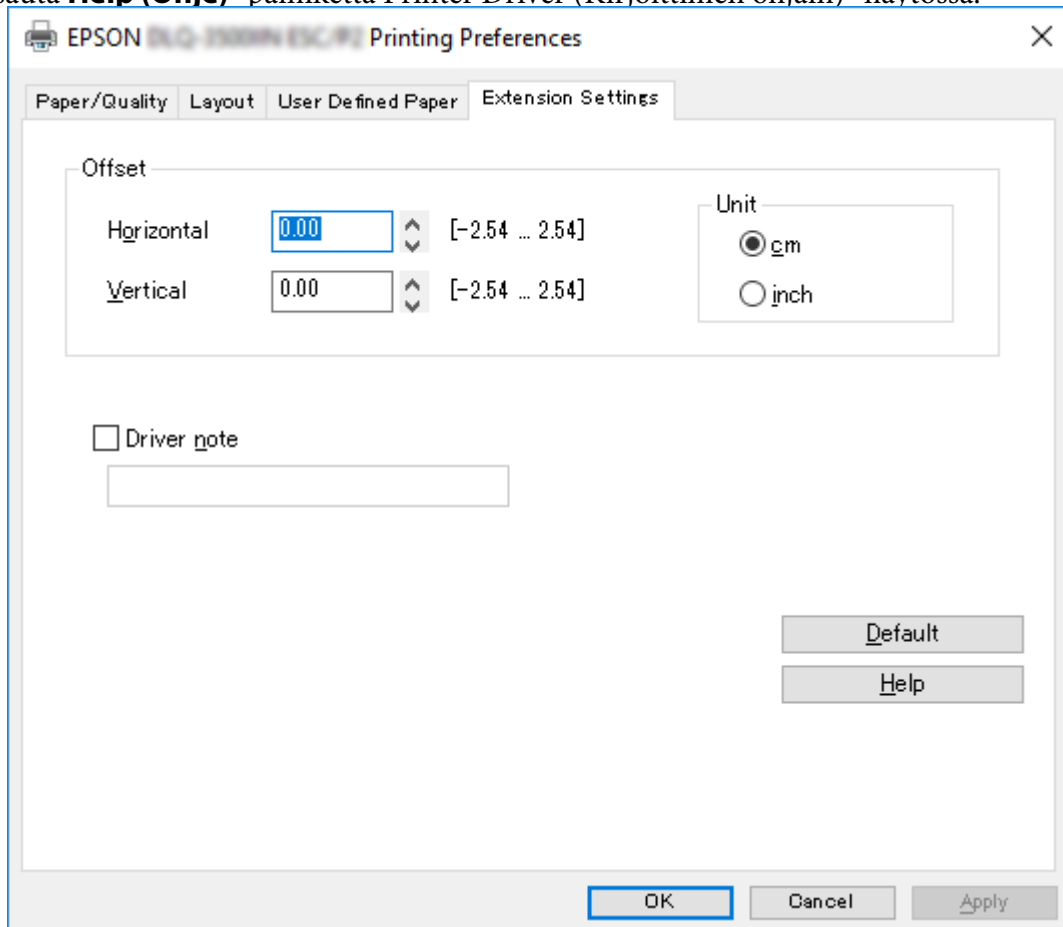 Help (Ohje) -painiketta Printer Driver (Kirjoittimen ohjain) -näytössä.
EPSON Printing Preferences
Paper/Quality Layout User Defined Paper Extension Settings
Offset
Horizontal 0.00 [-2.54 ... 2.54]
Vertical 0.00 [-2.54 ... 2.54]
Unit
cm
inch
Driver note
Default
Help
OK Cancel Apply